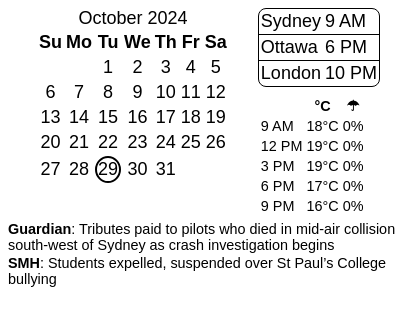 October 2024
Su Mo Tu We Th Fr Sa
1 2 3 4 5
6 7 8 9 10 11 12
13 14 15 16 17 18 19
20 21 22 23 24 25 26
27 28 29 30 31
Sydney 9 AM
Ottawa 6 PM
London 10 PM
°C ☂
9 AM 18°C 0%
12 PM 19°C 0%
3 PM 19°C 0%
6 PM 17°C 0%
9 PM 16°C 0%
Guardian: Tributes paid to pilots who died in mid-air collision
south-west of Sydney as crash investigation begins
SMH: Students expelled, suspended over St Paul’s College
bullying